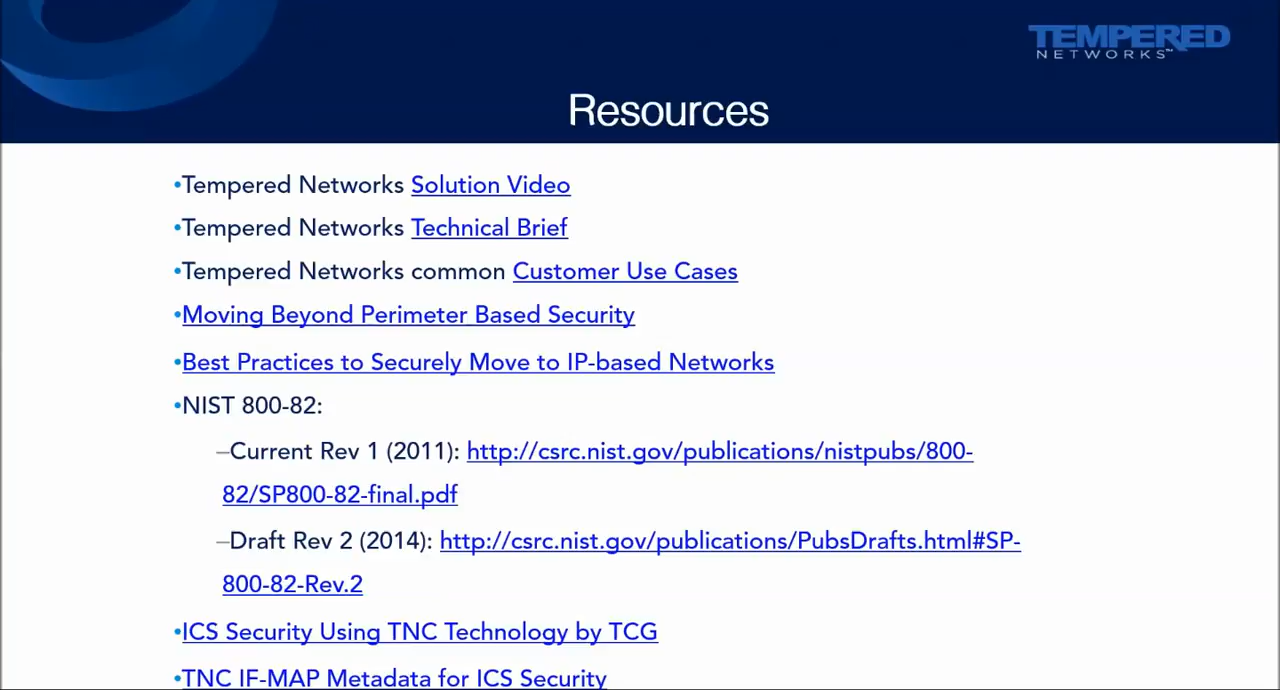 TEMPERED
NETWORKS™
Resources
•Tempered Networks Solution Video
•Tempered Networks Technical Brief
•Tempered Networks common Customer Use Cases
•Moving Beyond Perimeter Based Security
•Best Practices to Securely Move to IP-based Networks
•NIST 800-82:
–Current Rev 1 (2011): http://csrc.nist.gov/publications/nistpubs/800-
82/SP800-82-final.pdf
–Draft Rev 2 (2014): http://csrc.nist.gov/publications/PubsDrafts.html#SP-
800-82-Rev.2
•ICS Security Using TNC Technology by TCG
•TNC IF-MAP Metadata for ICS Security